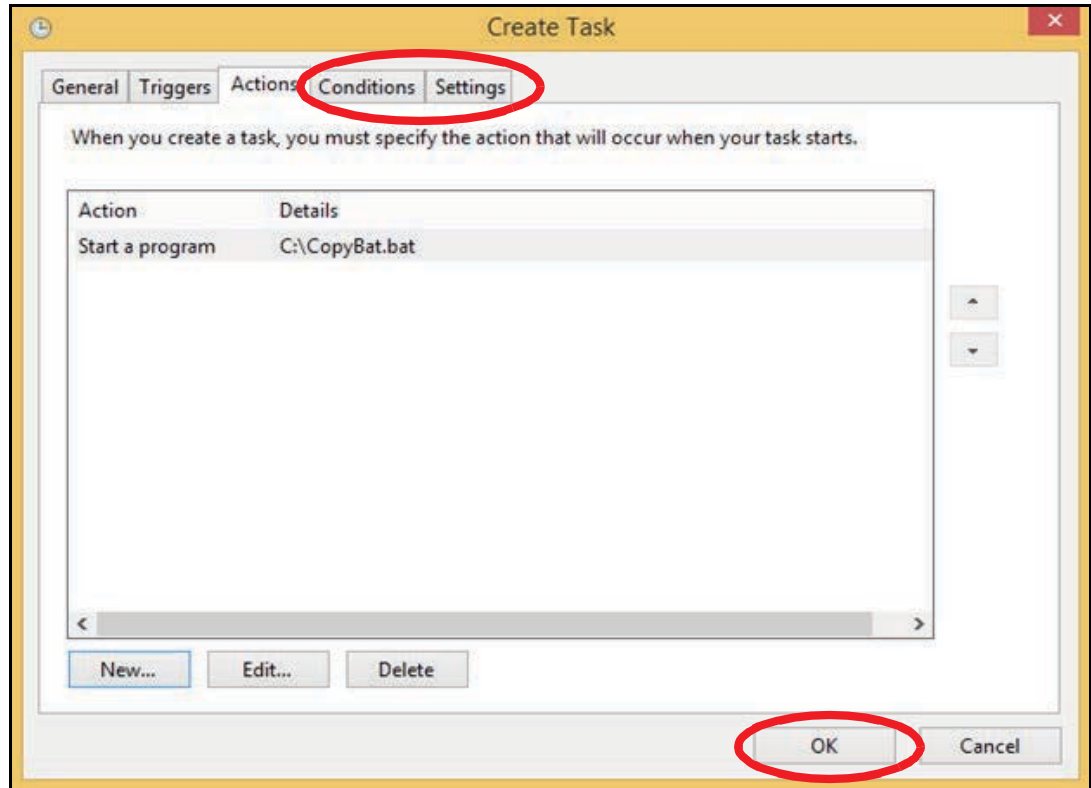 Create Task
General Triggers Actions Conditions Settings
When you create a task, you must specify the action that will occur when your task starts.
Action Details
Start a program C:\CopyBat.bat
New... Edit... Delete
OK Cancel